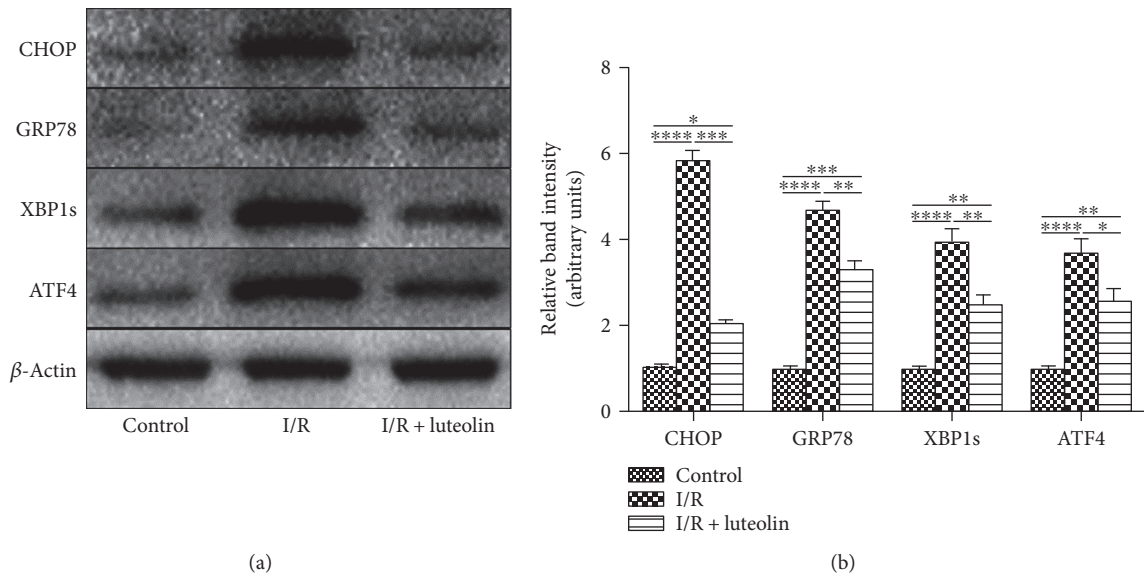 CHOP
GRP78
XBP1s
ATF4
β-Actin
Control I/R I/R + luteolin
(a)
Relative band intensity
(arbitrary units)
8
6
4
2
0
*
**** ***
***
**** **
**
**** **
**
**** *
CHOP GRP78 XBP1s ATF4
Control
I/R
I/R + luteolin
(b)